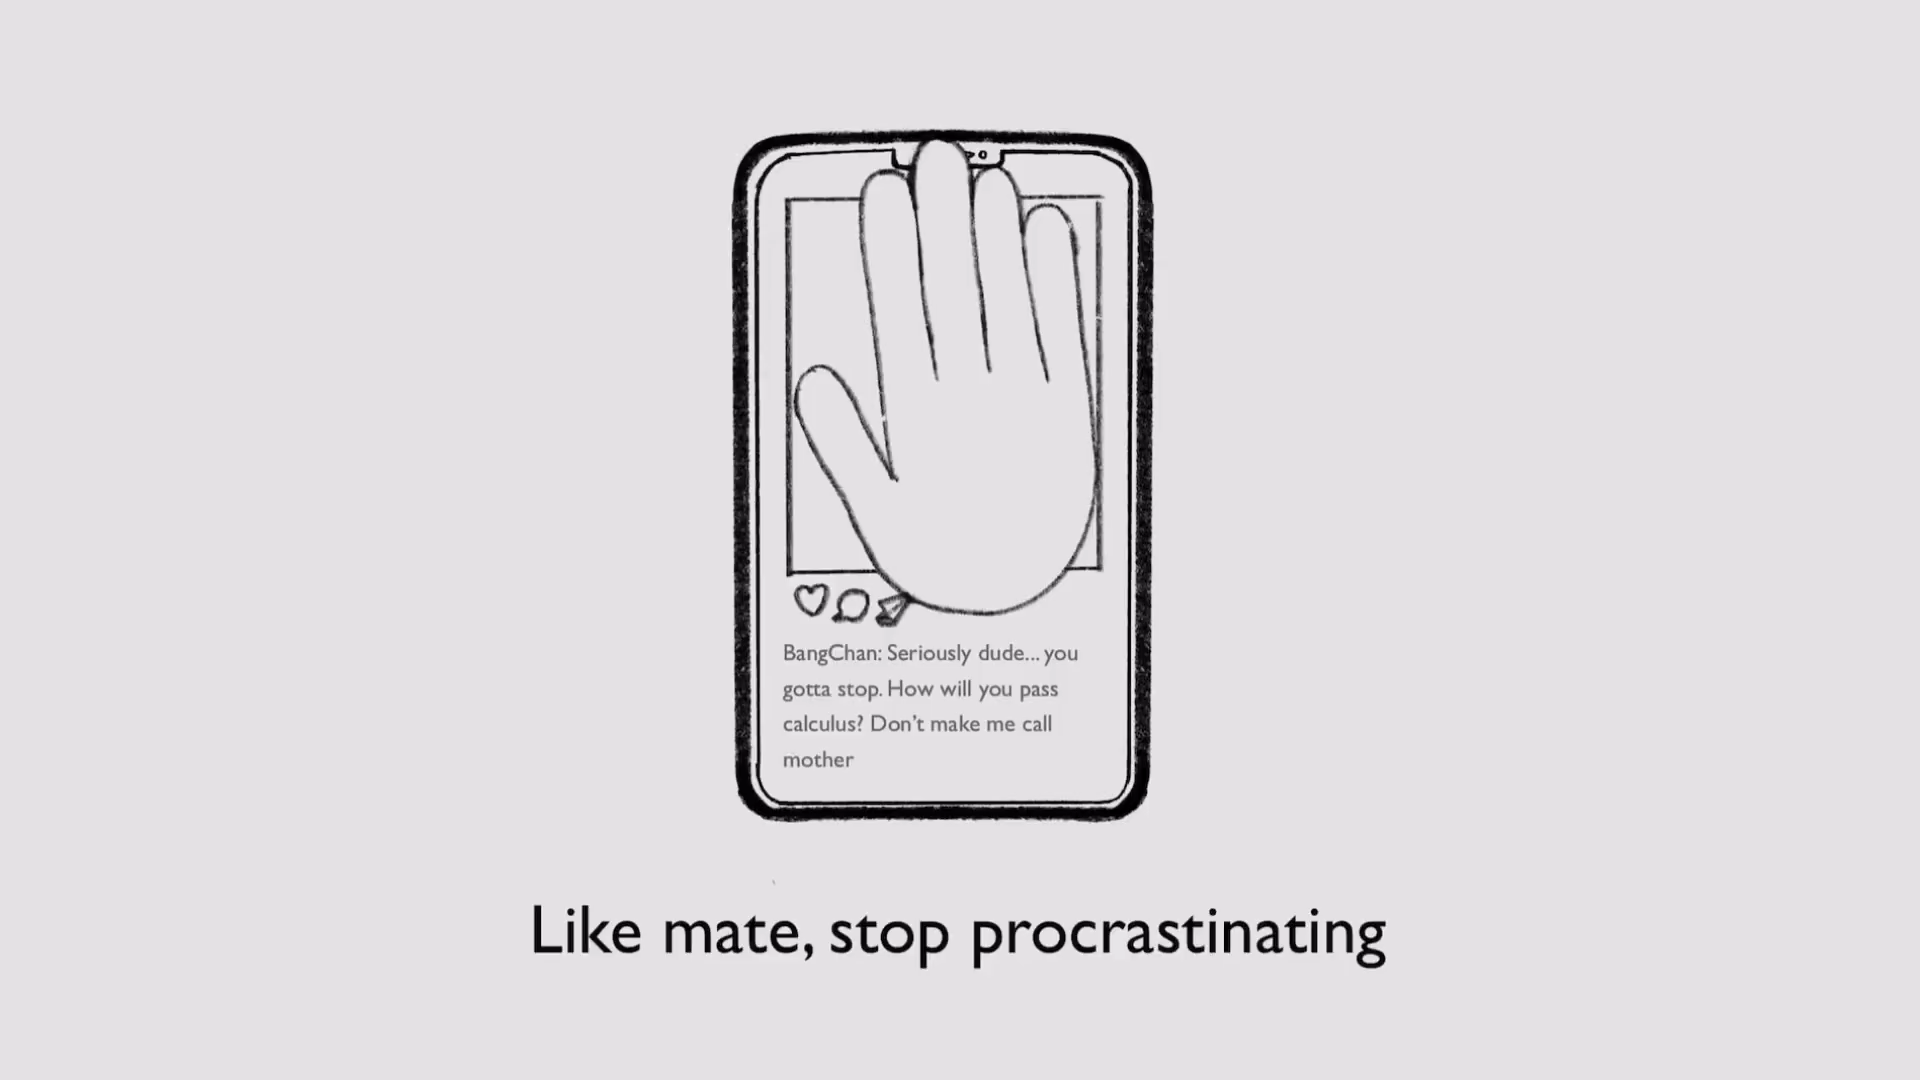 BangChan: Seriously dude... you
gotta stop. How will you pass
calculus? Don't make me call
mother
Like mate, stop procrastinating